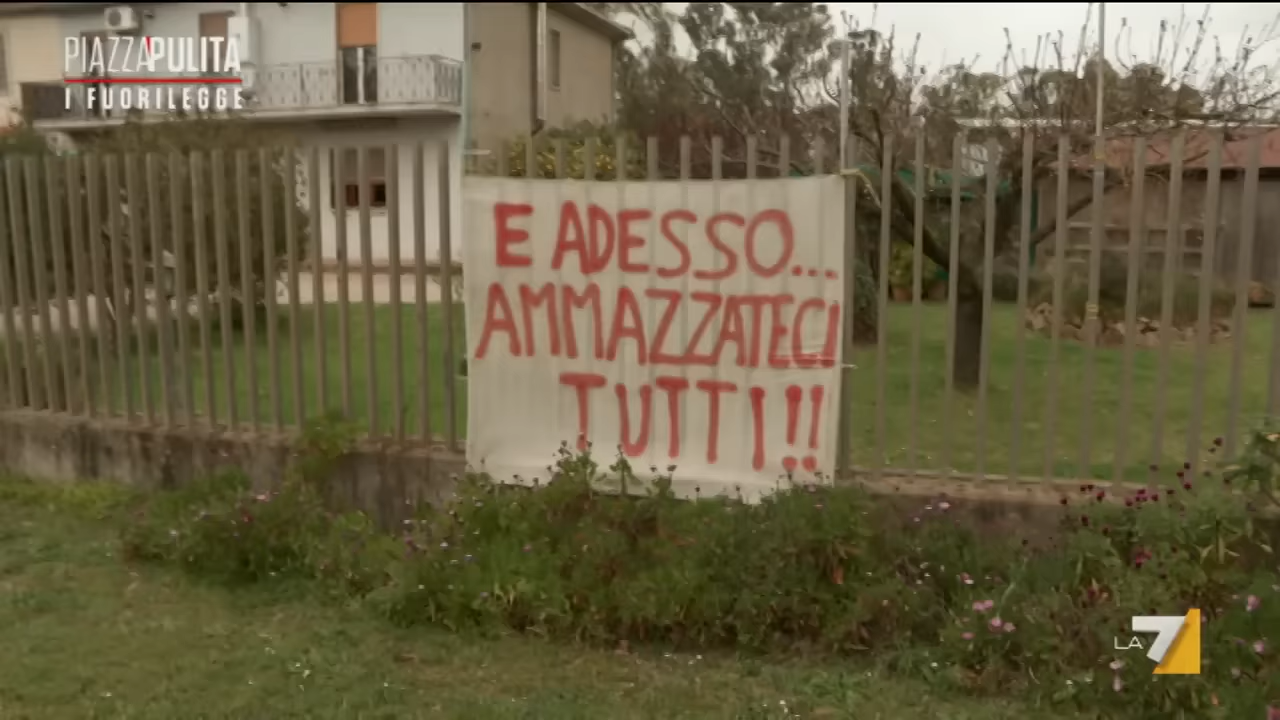 PIAZZAPULITA
I FUORILEGGE
E ADESSO...
AMMAZZATECI
TUTTI!!
LA7